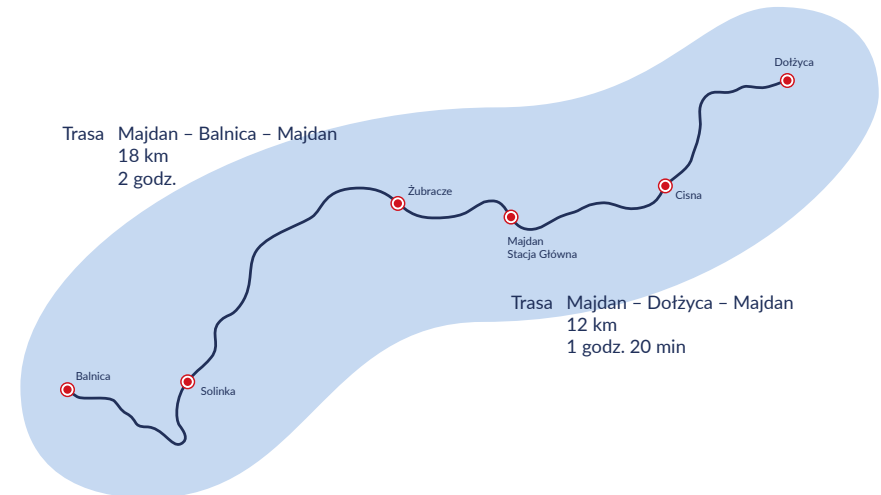 Dołżyca
Trasa Majdan – Balnica – Majdan
18 km
2 godz.
Żubracze
Cisna
Majdan
Stacja Główna
Trasa Majdan – Dołżyca – Majdan
12 km
1 godz. 20 min
Balnica
Solinka